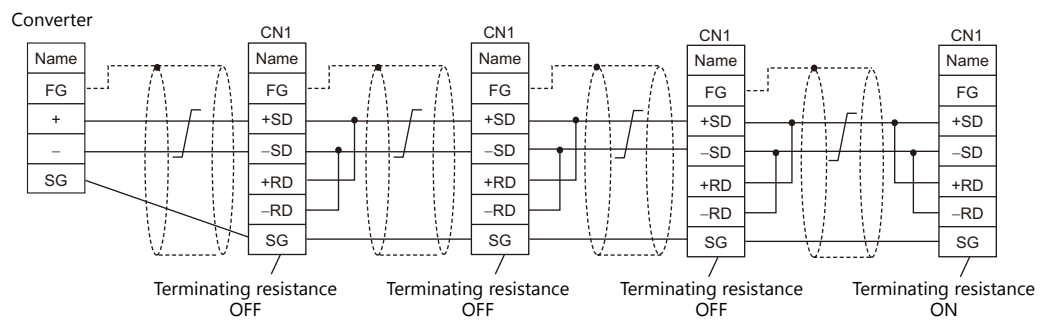 Converter
CN1
CN1
CN1
CN1
Name
Name
Name
Name
Name
FG
FG
FG
FG
FG
+
+SD
+SD
+SD
+SD
–
–SD
–SD
–SD
–SD
SG
+RD
+RD
+RD
+RD
–RD
–RD
–RD
–RD
SG
SG
SG
SG
Terminating resistance
OFF
Terminating resistance
OFF
Terminating resistance
OFF
Terminating resistance
ON